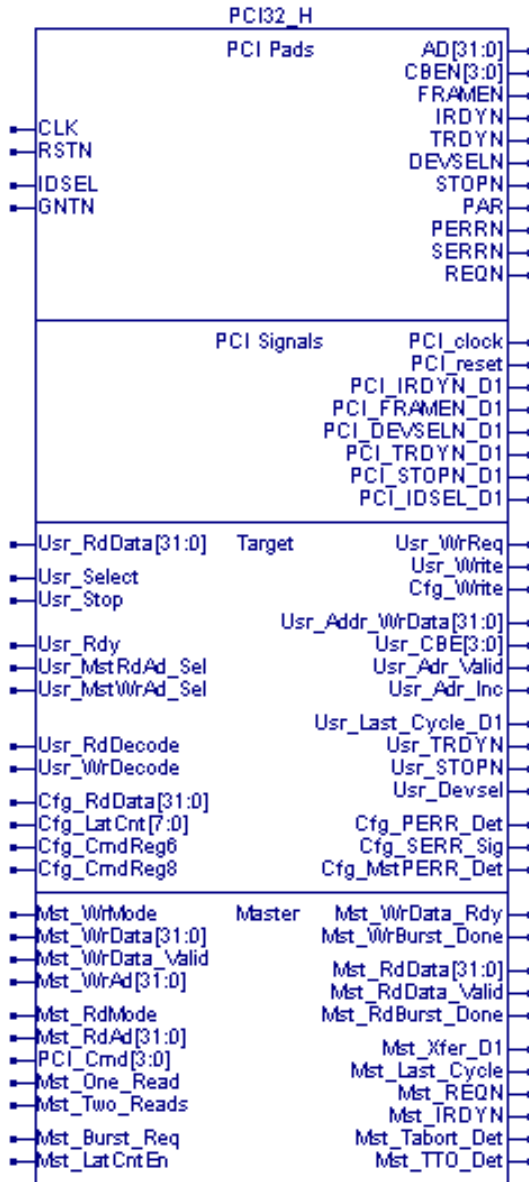 PCI32_H
PCI Pads AD[31:0]
CBEN[3:0]
FRAMEN
IRDYN
CLK
TRDYN
RSTN
DEVSELN
IDSEL STOPN
GNTN PAR
PERRN
SERRN
REQN
PCI Signals PCI_clock
PCI_reset
PCI_IRDYN_D1
PCI_FRAMEN_D1
PCI_DEVSELN_D1
PCI_TRDYN_D1
PCI_STOPN_D1
PCI_IDSEL_D1
Usr_RdData[31:0] Target Usr_WrReq
Usr_Write
Usr_Select
Cfg_Write
Usr_Stop
Usr_Addr_WrData[31:0]
Usr_Rdy Usr_CBE[3:0]
Usr_MstRdAd_Sel Usr_Adr_Valid
Usr_MstWrAd_Sel Usr_Adr_Inc
Usr_Last_Cycle_D1
Usr_RdDecode Usr_TRDYN
Usr_WrDecode Usr_STOPN
Usr_Devsel
Cfg_RdData[31:0]
Cfg_LatCnt[7:0] Cfg_PERR_Det
Cfg_CmdReg6 Cfg_SERR_Sig
Cfg_CmdReg8 Cfg_MstPERR_Det
Mst_WrMode Master Mst_WrData_Rdy
Mst_WrData[31:0] Mst_WrBurst_Done
Mst_WrData_Valid
Mst_RdData[31:0]
Mst_WrAd[31:0]
Mst_RdData_Valid
Mst_RdMode Mst_RdBurst_Done
Mst_RdAd[31:0]
Mst_Xfer_D1
PCI_Cmd[3:0]
Mst_Last_Cycle
Mst_One_Read
Mst_REQN
Mst_Two_Reads
Mst_IRDYN
Mst_Burst_Req Mst_Tabort_Det
Mst_LatCntEn Mst_TTO_Det